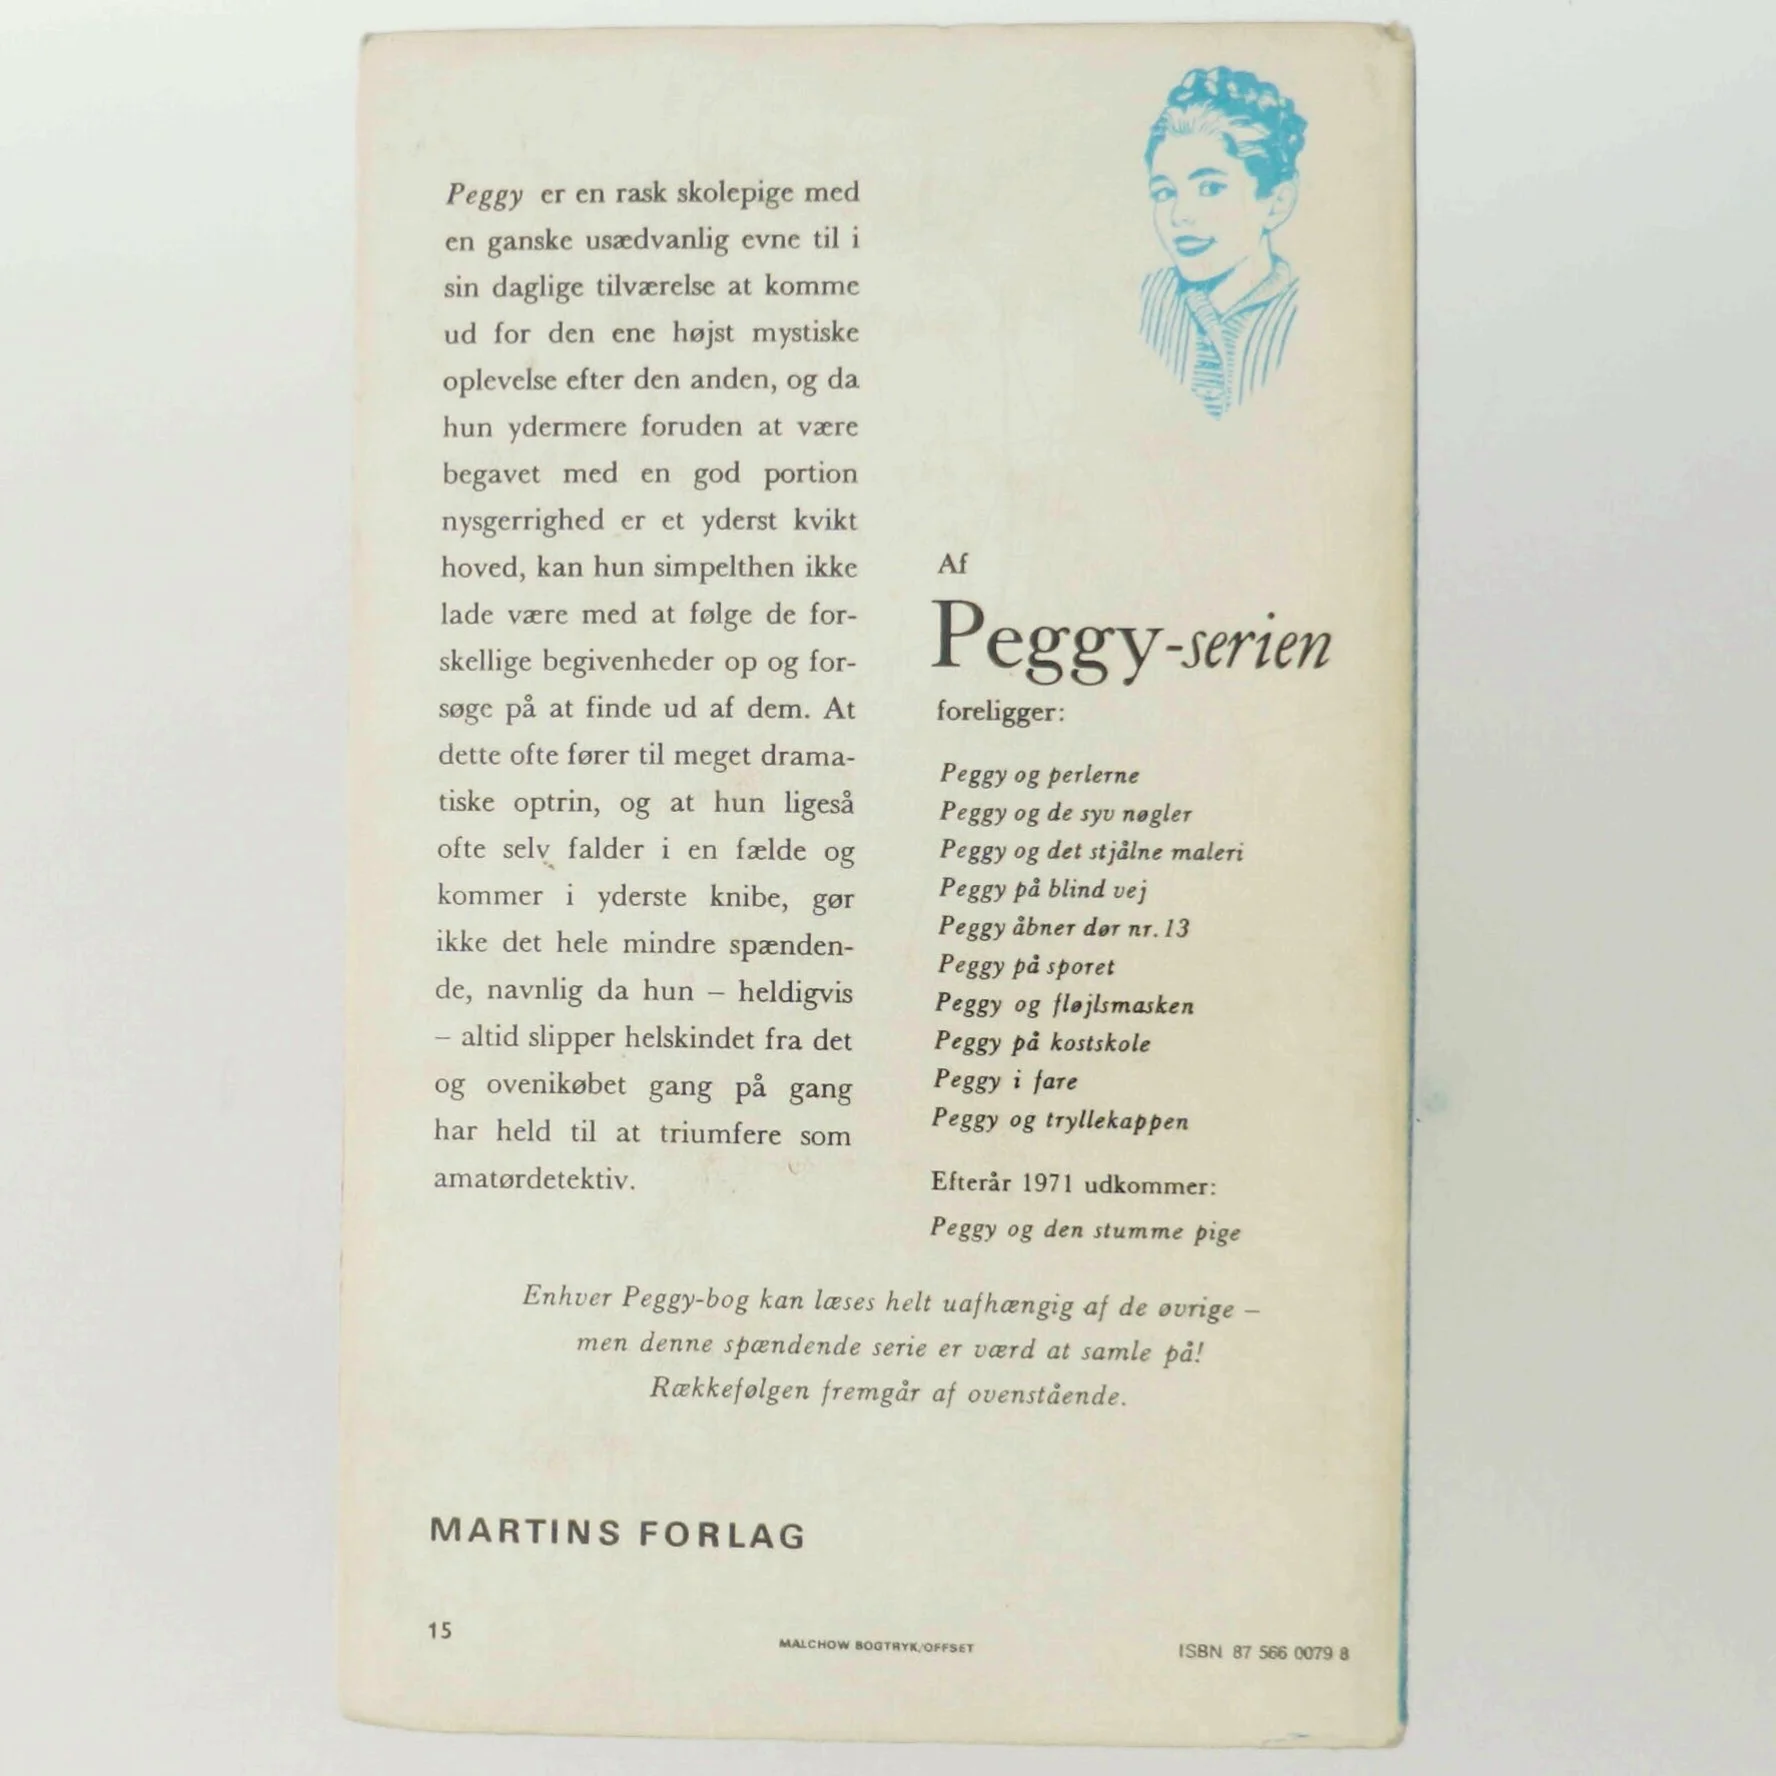 Peggy er en rask skolepige med
en ganske usædvanlig evne til i
sin daglige tilværelse at komme
ud for den ene højst mystiske
oplevelse efter den anden, og da
hun ydermere foruden at være
begavet med en god portion
nysgerrighed er et yderst kvikt
hoved, kan hun simpelthen ikke
lade være med at følge de for-
skellige begivenheder op og for-
søge på at finde ud af dem. At
dette ofte fører til meget drama-
tiske optrin, og at hun ligeså
ofte selv falder i en fælde og
kommer i yderste knibe, gør
ikke det hele mindre spænden-
de, navnlig da hun – heldigvis
– altid slipper helskindet fra det
og ovenikøbet gang på gang
har held til at triumfere som
amatørdetektiv.
Af
Peggy-serien
foreligger:
Peggy og perlerne
Peggy og de syv nøgler
Peggy og det stjålne maleri
Peggy på blind vej
Peggy åbner dør nr. 13
Peggy på sporet
Peggy og fløjlsmasken
Peggy på kostskole
Peggy i fare
Peggy og tryllekappen
Efterår 1971 udkommer:
Peggy og den stumme pige
Enhver Peggy-bog kan læses helt uafhængig af de øvrige –
men denne spændende serie er værd at samle på!
Rækkefølgen fremgår af ovenstående.
MARTINS FORLAG
15
MALCHOW BOGTRYK/OFFSET
ISBN 87 566 0079 8